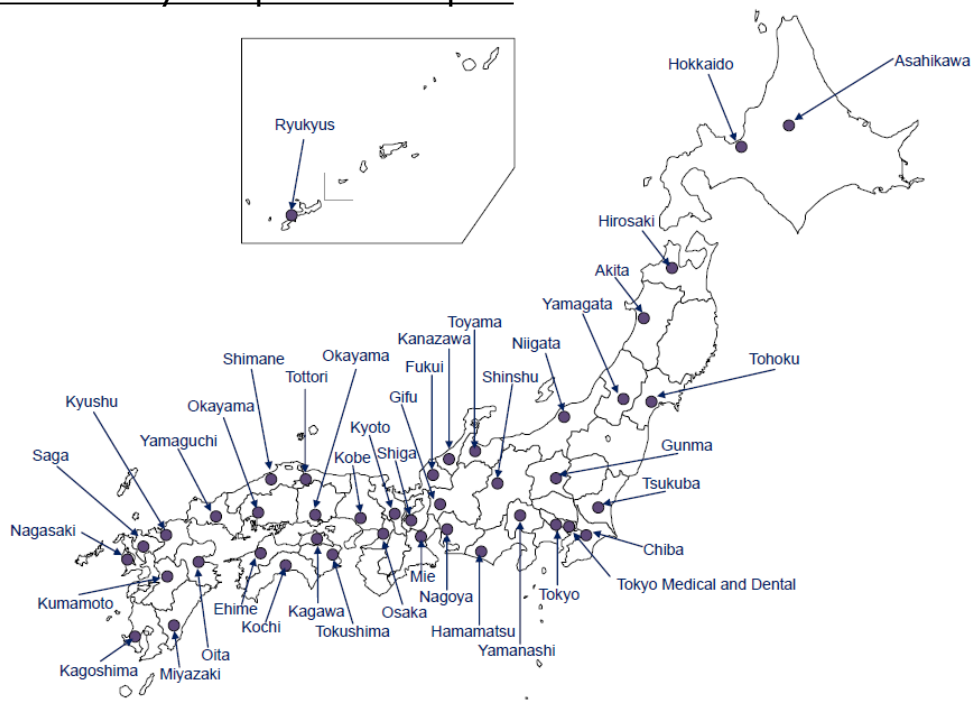 Hokkaido
Asahikawa
Ryukyus
Hirosaki
Akita
Yamagata
Toyama
Kanazawa
Niigata
Tohoku
Shimane
Okayama
Tottori
Fukui
Shinshu
Gifu
Kyushu
Okayama
Kyoto
Yamaguchi
Kobe
Shiga
Gunma
Saga
Tsukuba
Nagasaki
Chiba
Mie
Tokyo Medical and Dental
Kumamoto
Nagoya
Tokyo
Ehime
Kagawa
Osaka
Kochi
Tokushima
Hamamatsu
Yamanashi
Oita
Kagoshima
Miyazaki